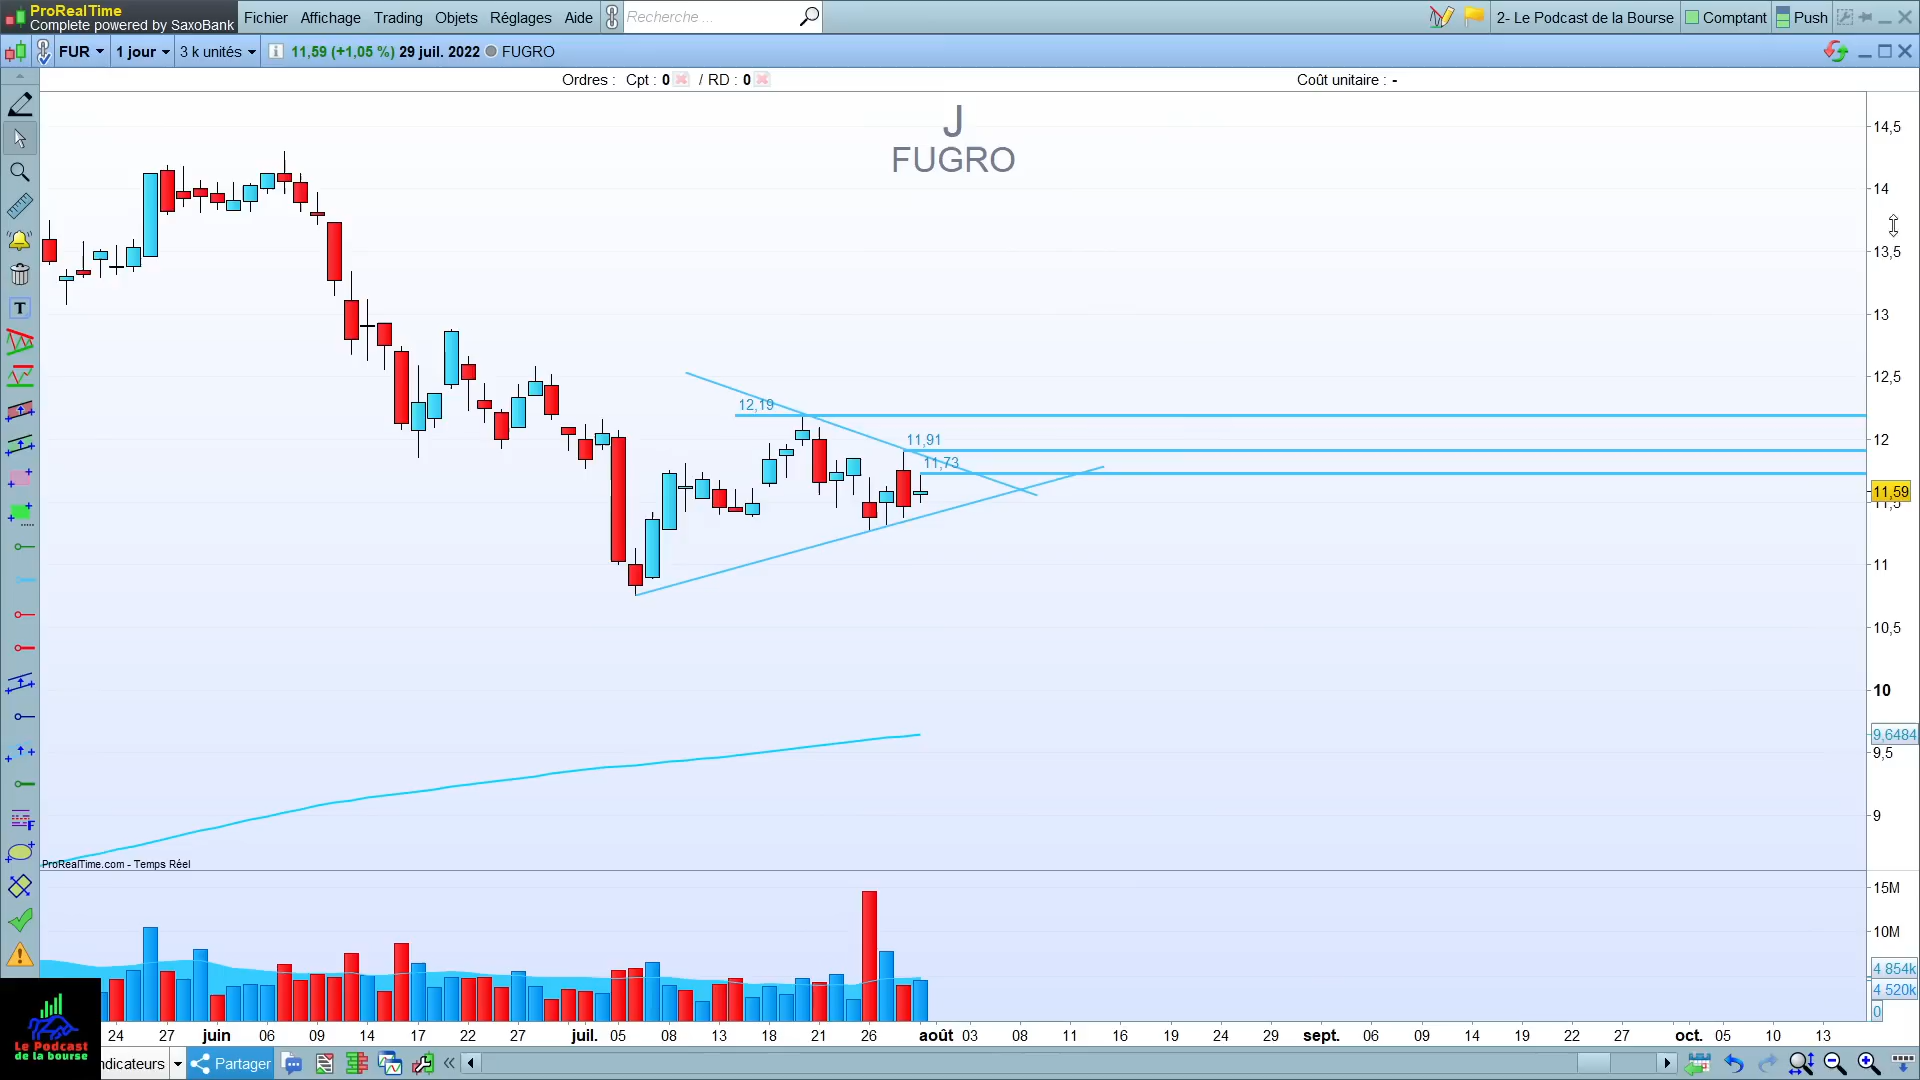 ProRealTime
Complete powered by SaxoBank
Fichier Affichage Trading Objets Réglages Aide
Recherche ...
2- Le Podcast de la Bourse
Comptant
Push
FUR 1 jour 3 k unités
11,59 (+1,05 %) 29 juil. 2022 FUGRO
Ordres : Cpt : 0 / RD : 0
Coût unitaire : -
J
FUGRO
14,5
14
13,5
13
12,5
12
11,5
11,59
11
10,5
10
9,6484
9,5
9
12,19
11,91
11,73
ProRealTime.com - Temps Réel
15M
10M
4 854k
4 520k
0
24 27 juin 06 09 14 17 22 27 juil. 05 08 13 18 21 26 août 03 08 11 16 19 24 29 sept. 06 09 14 19 22 27 oct. 05 10 13
Le Podcast
de la bourse
ndicateurs
Partager
T
F